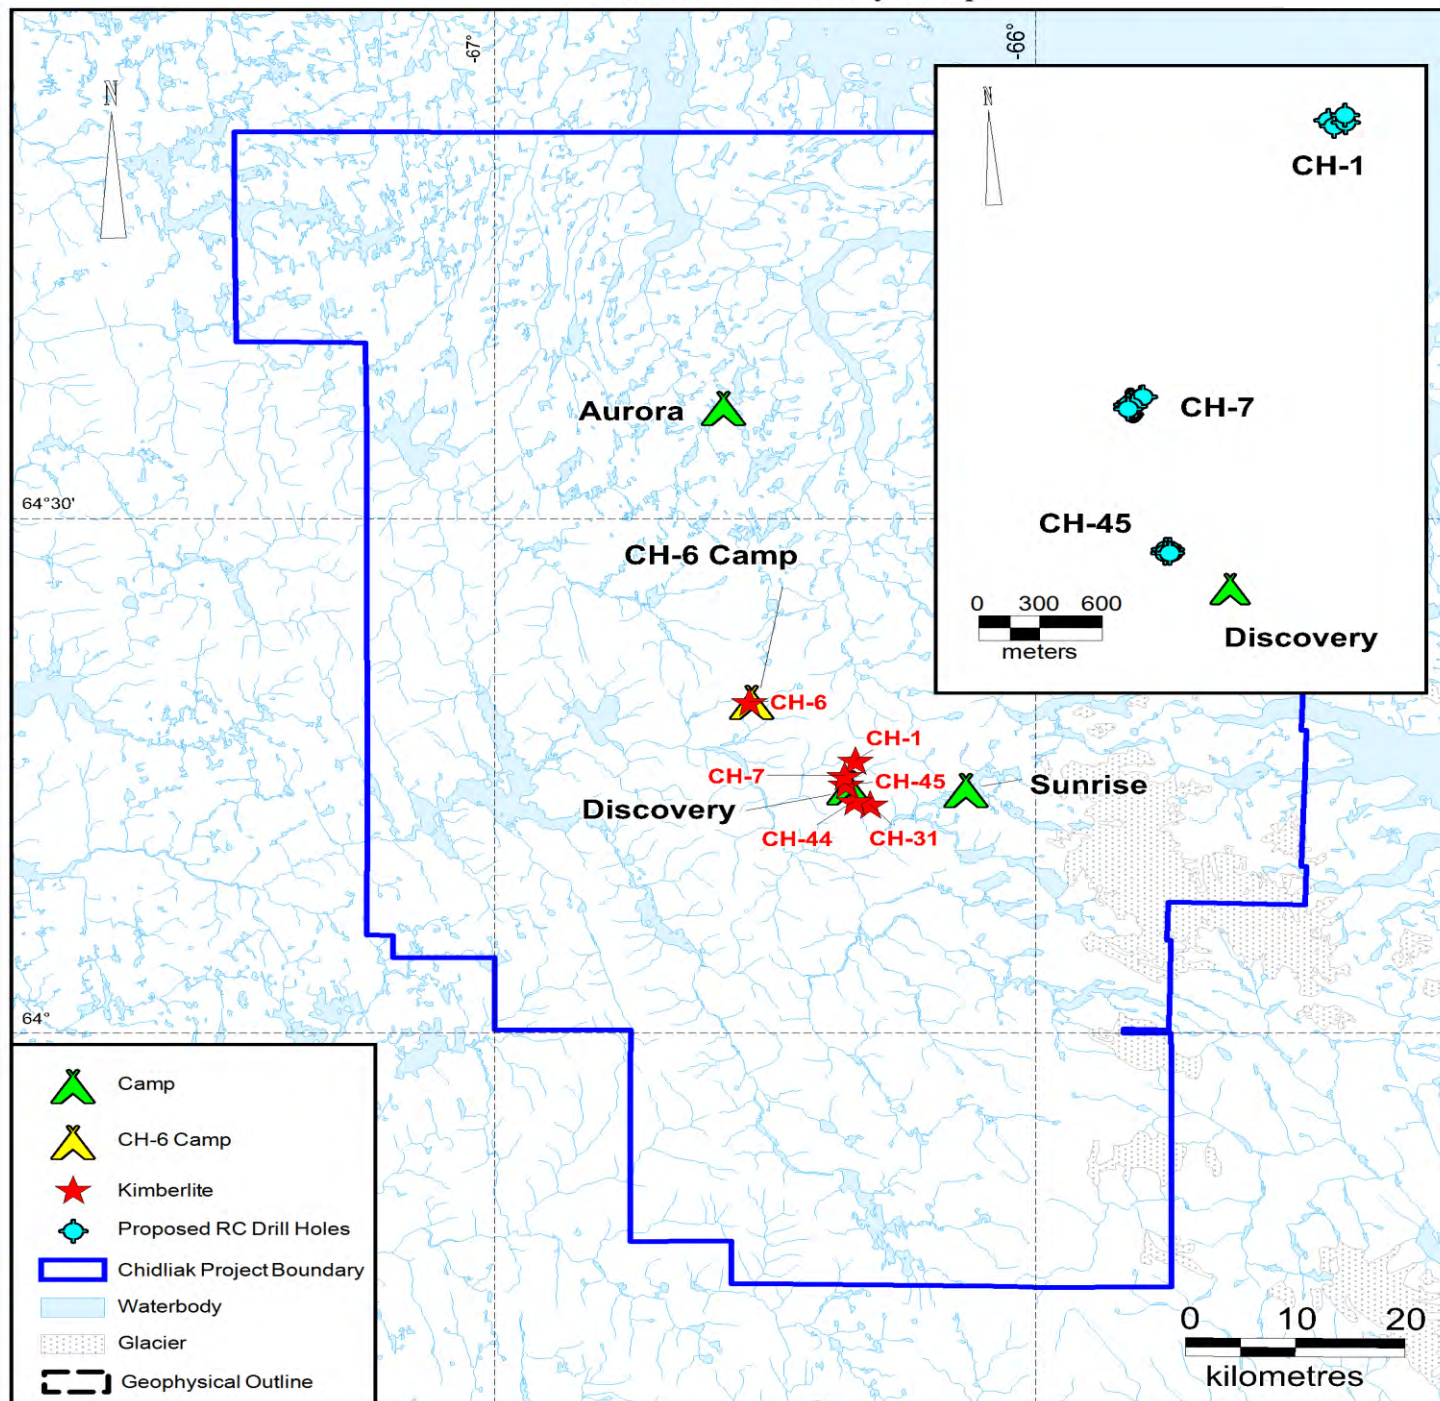 -67°
-66°
N
N
CH-1
CH-7
CH-45
0 300 600
meters
Discovery
Aurora
64°30'
CH-6 Camp
CH-6
CH-1
CH-7
CH-45
Sunrise
Discovery
CH-44
CH-31
64°
Camp
CH-6 Camp
Kimberlite
Proposed RC Drill Holes
Chidliak Project Boundary
Waterbody
Glacier
Geophysical Outline
0 10 20
kilometres